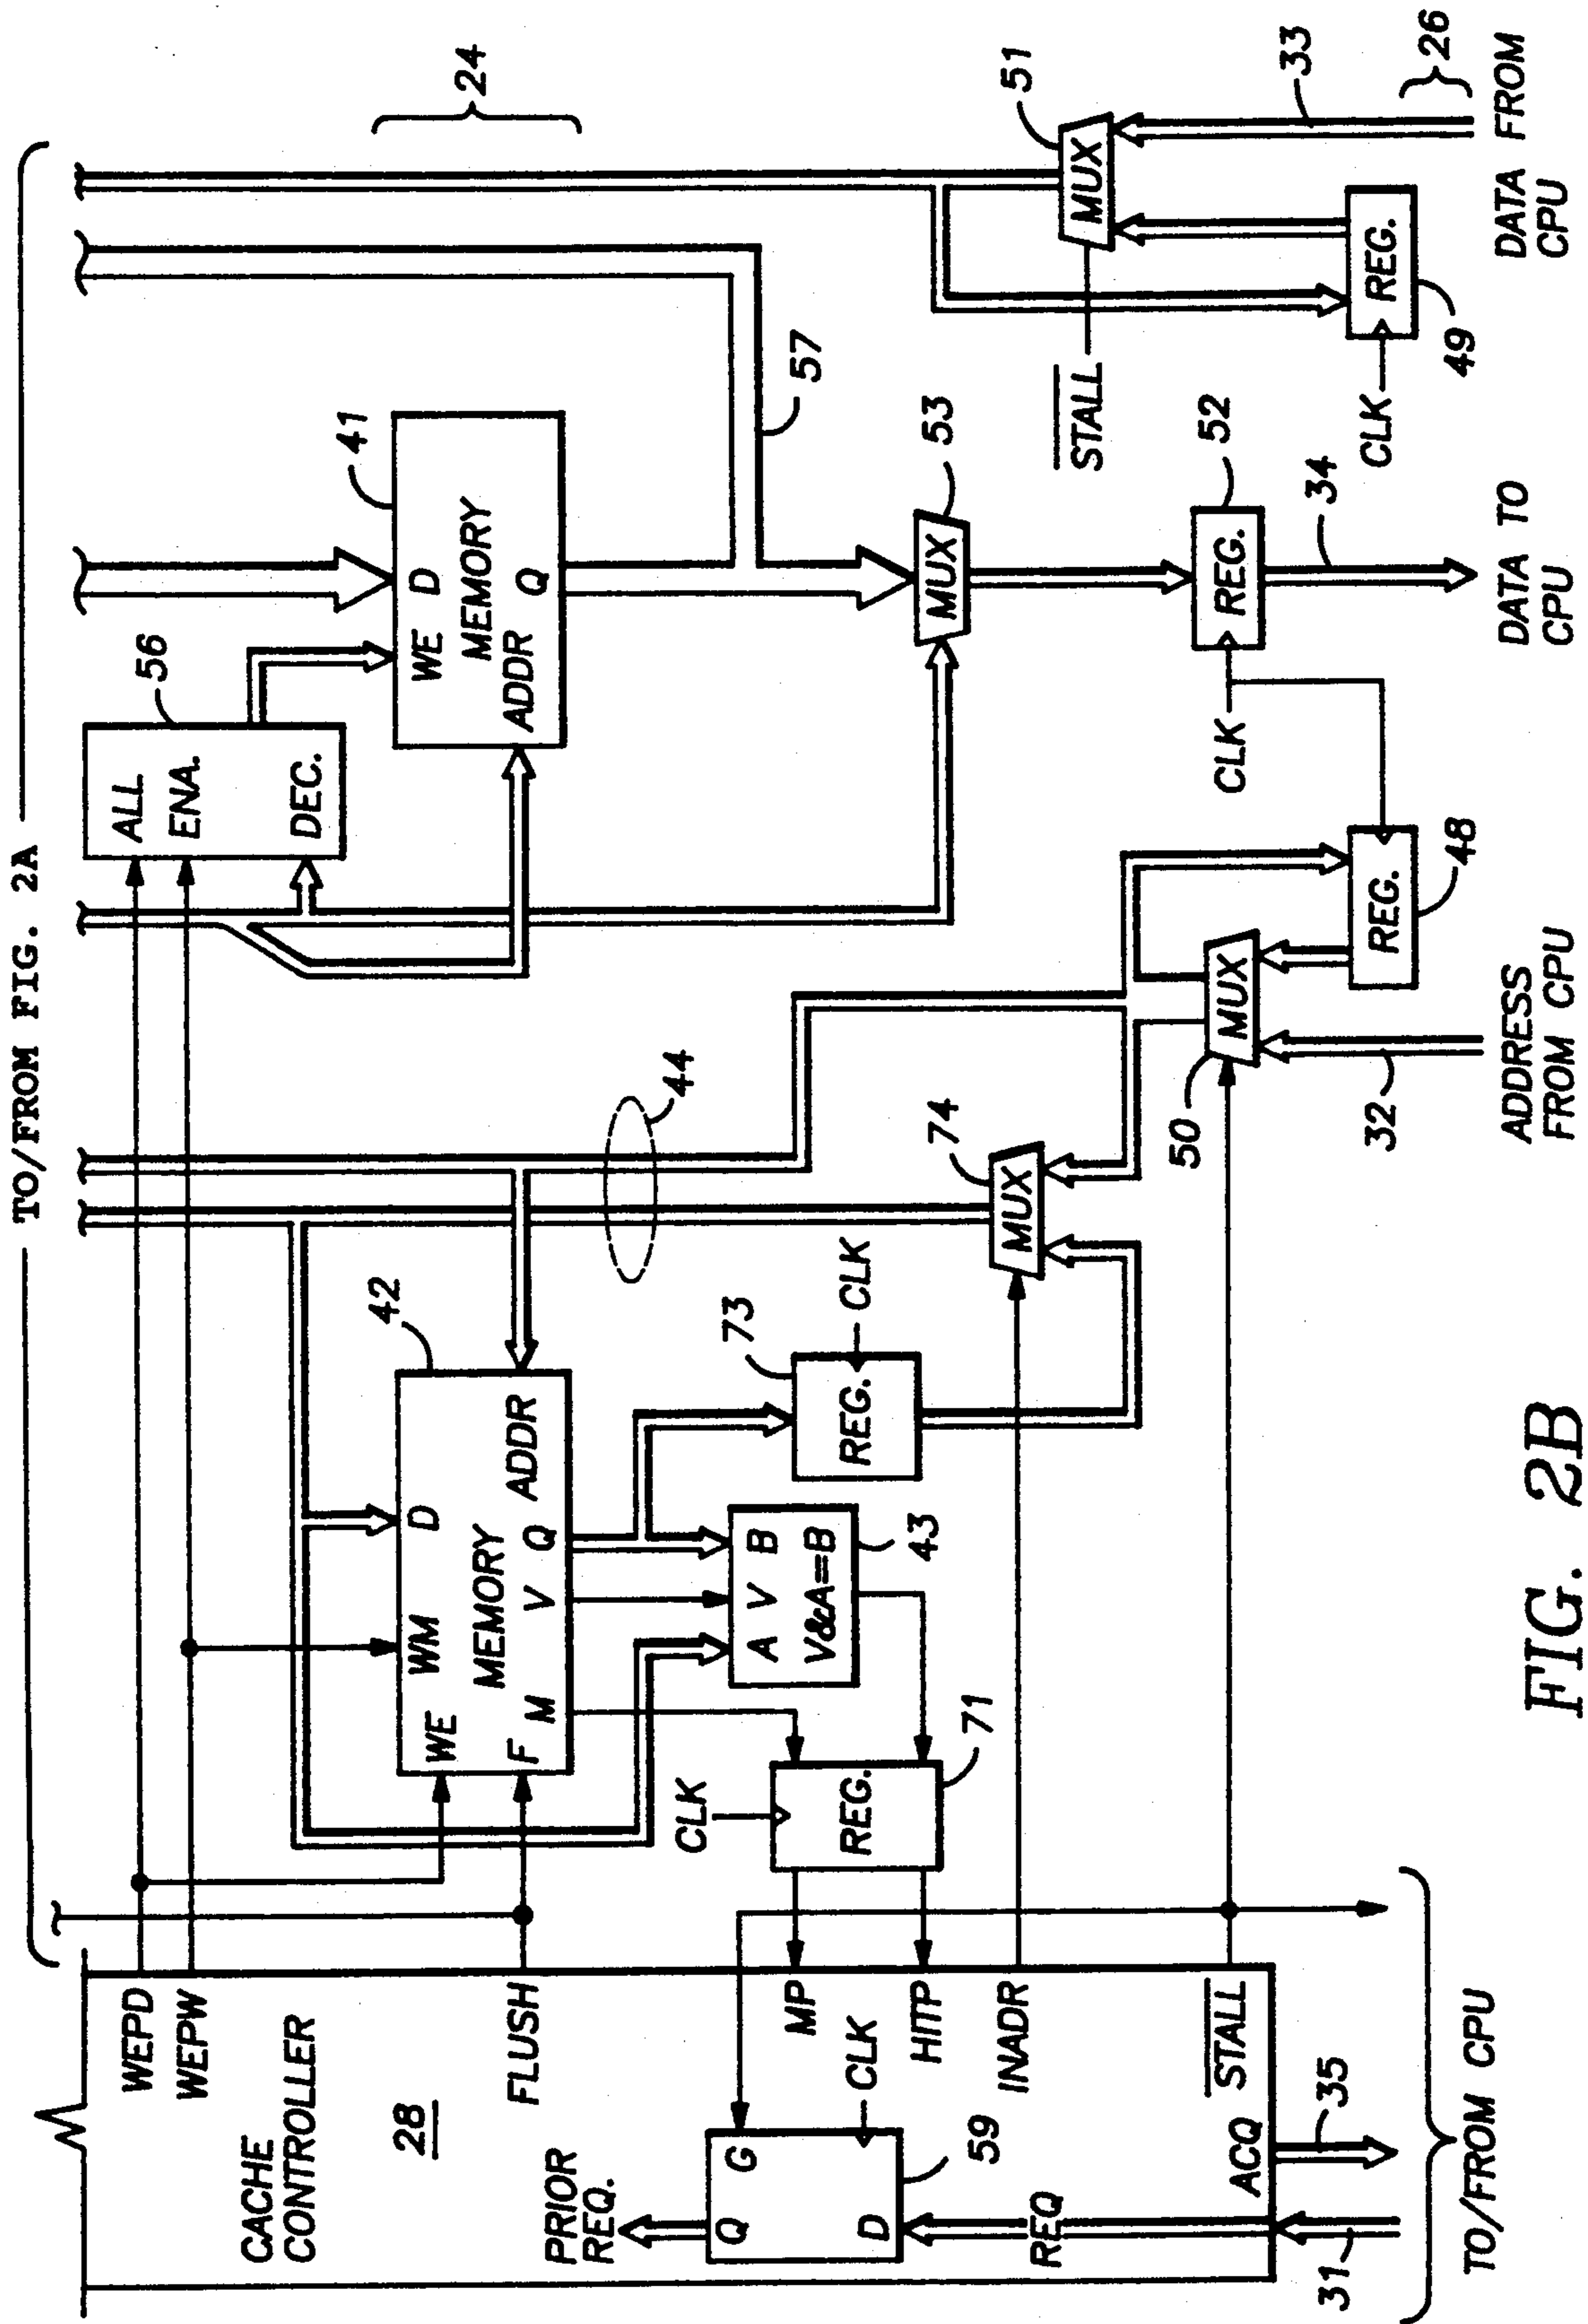 TO/FROM FIG. 2A
CACHE
CONTROLLER
28
WEPD
WEPW
FLUSH
MP
HITP
INADR
STALL
ACQ
35
31
REQ
PRIOR
REQ.
Q
G
D
CLK
59
TO/FROM CPU
WE
WM
D
MEMORY
F
M
V
Q
ADDR
42
A
V
B
V&A=B
43
CLK
REG.
71
REG.
73
CLK
44
MUX
74
MUX
50
32
ADDRESS
FROM CPU
REG.
48
CLK
ALL
ENA.
DEC.
56
WE
D
MEMORY
ADDR
Q
41
57
MUX
53
REG.
52
34
DATA TO
CPU
24
MUX
51
STALL
REG.
49
CLK
33
26
DATA FROM
CPU
FIG. 2B